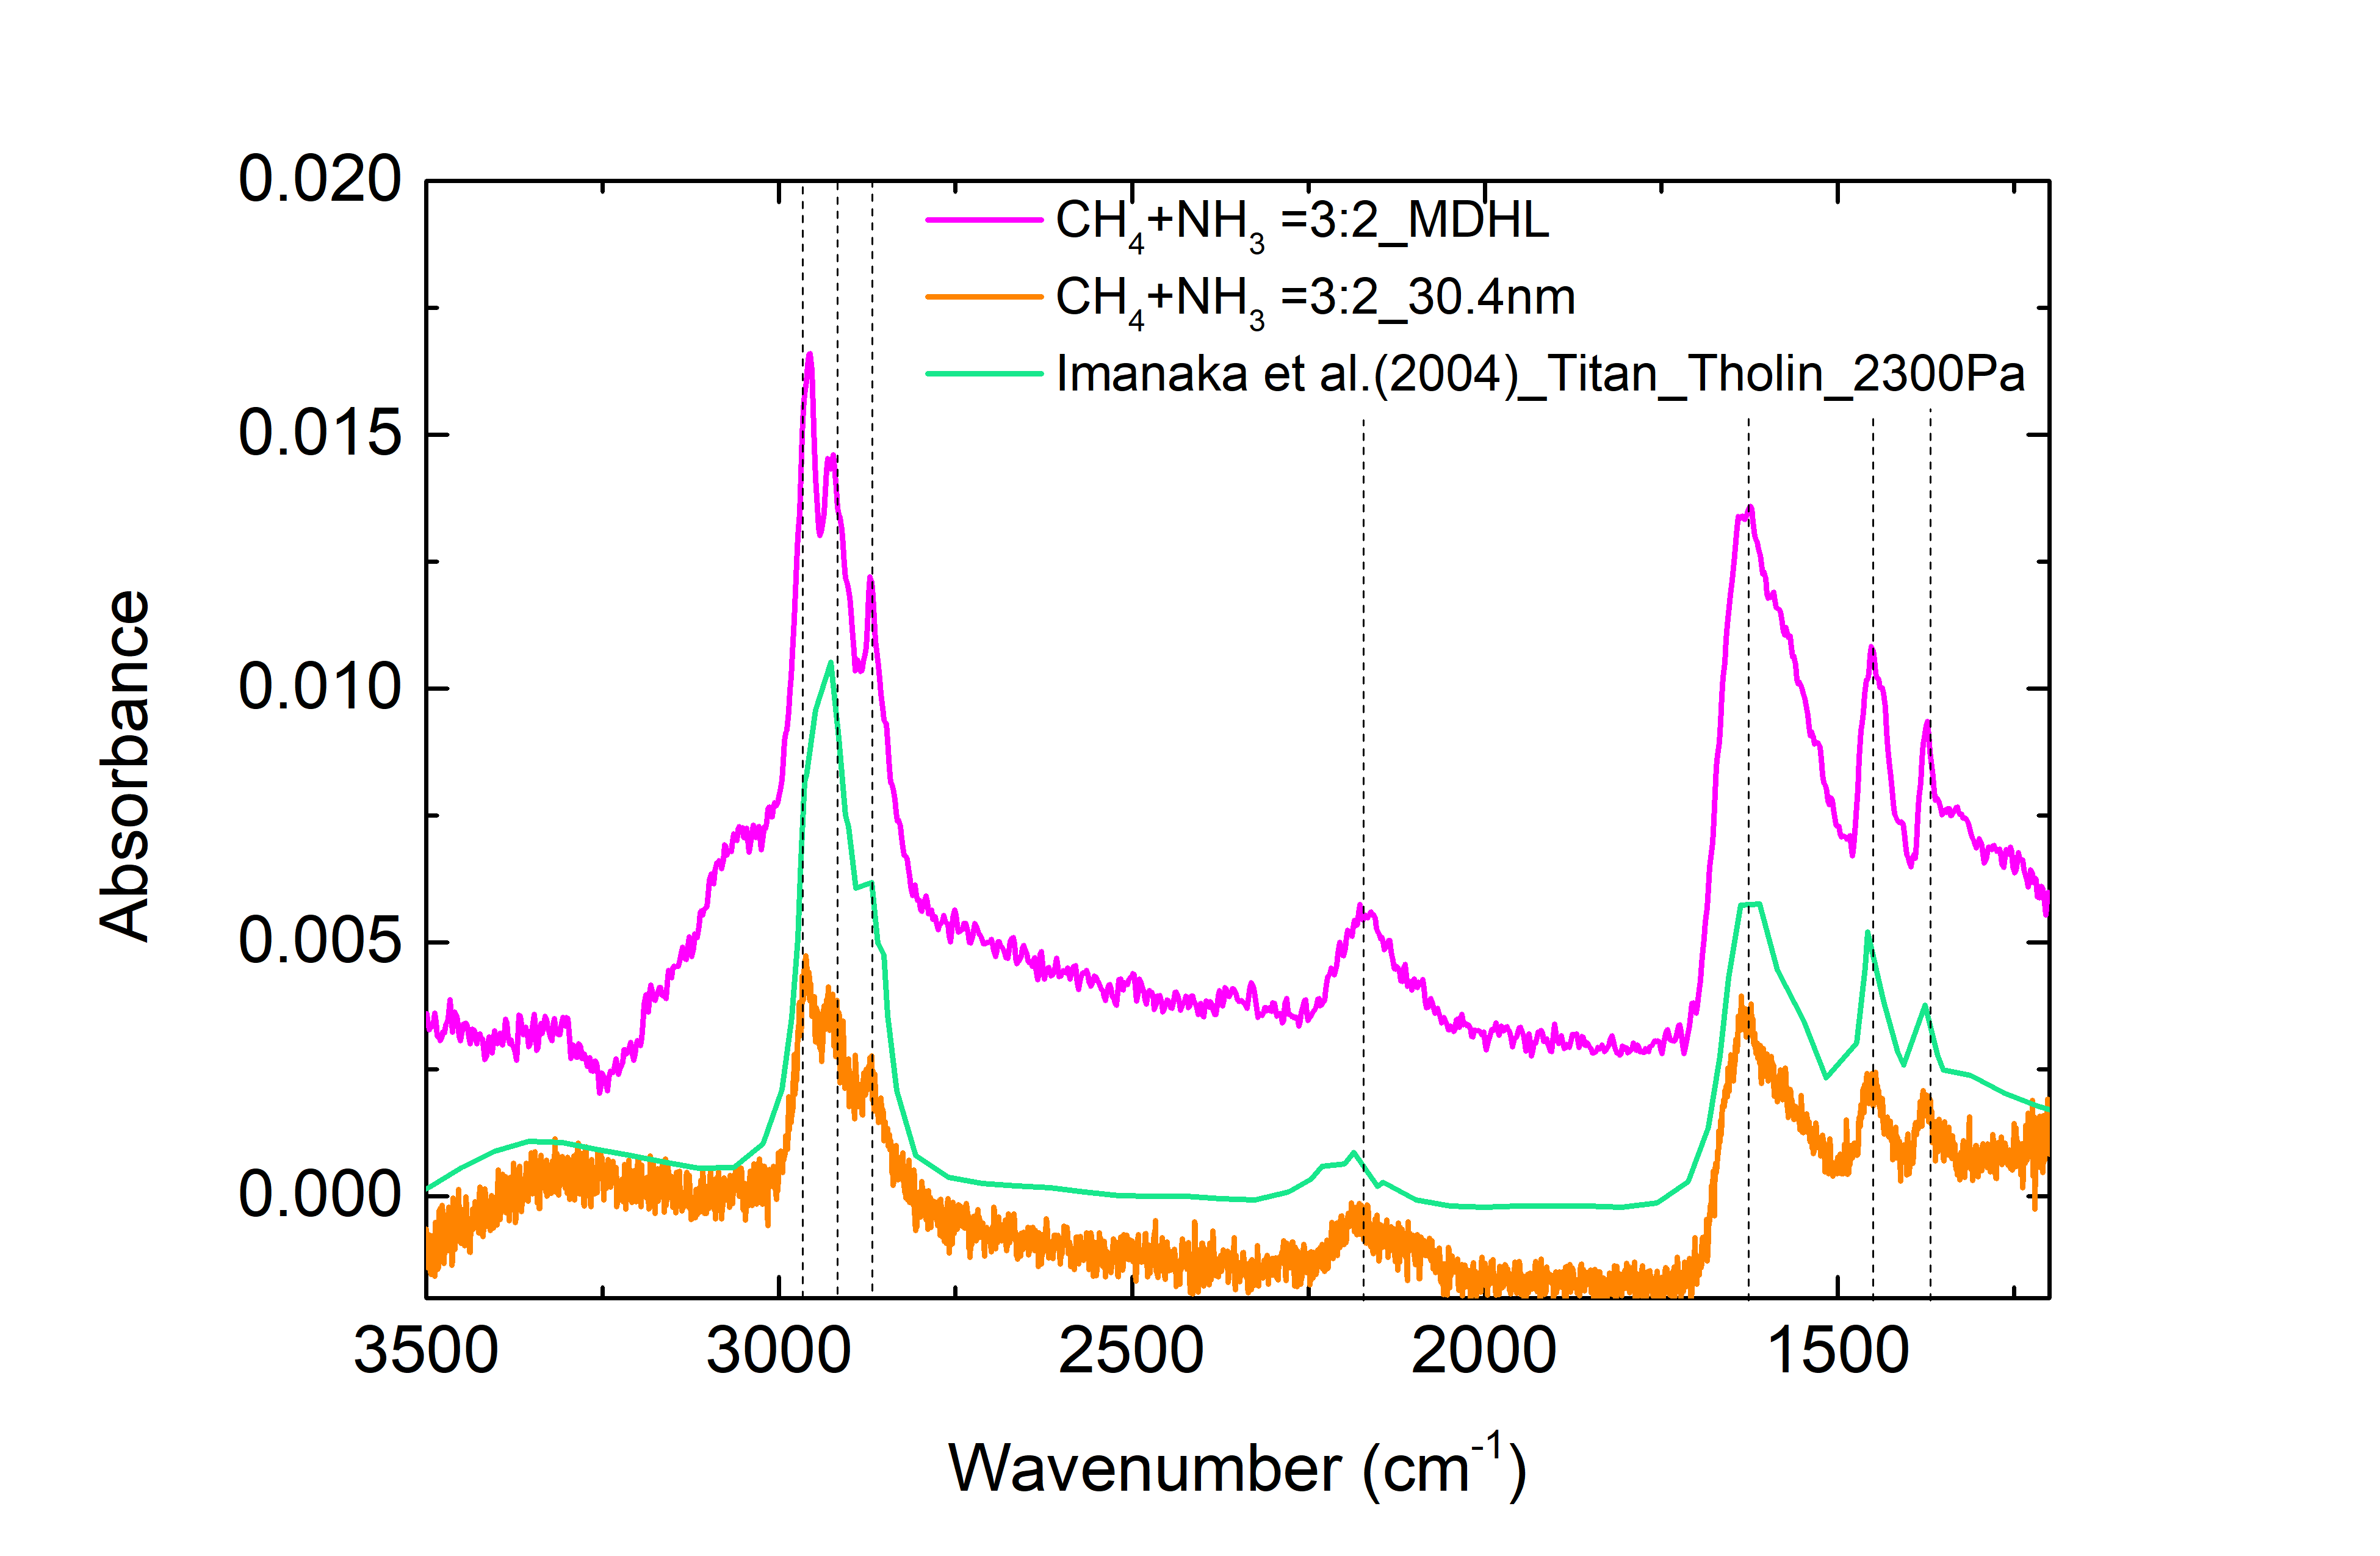 0.020
0.015
0.010
0.005
0.000
Absorbance
CH₄+NH₃ =3:2_MDHL
CH₄+NH₃ =3:2_30.4nm
Imanaka et al.(2004)_Titan_Tholin_2300Pa
3500 3000 2500 2000 1500
Wavenumber (cm⁻¹)